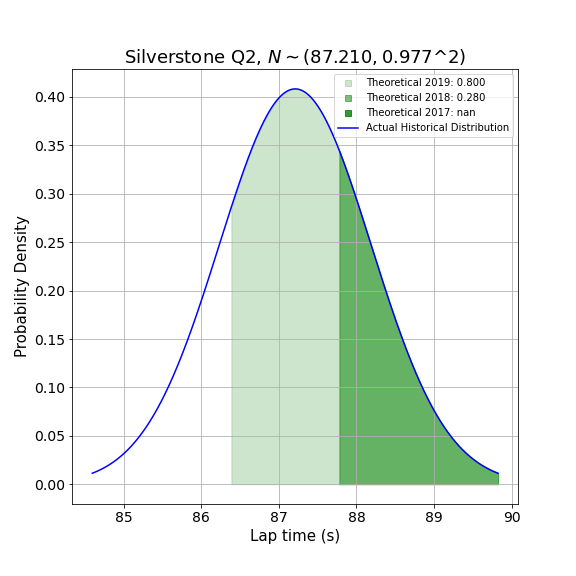 Silverstone Q2, N ∼ (87.210, 0.977^2)
Theoretical 2019: 0.800
Theoretical 2018: 0.280
Theoretical 2017: nan
Actual Historical Distribution
Probability Density
0.40
0.35
0.30
0.25
0.20
0.15
0.10
0.05
0.00
85 86 87 88 89 90
Lap time (s)